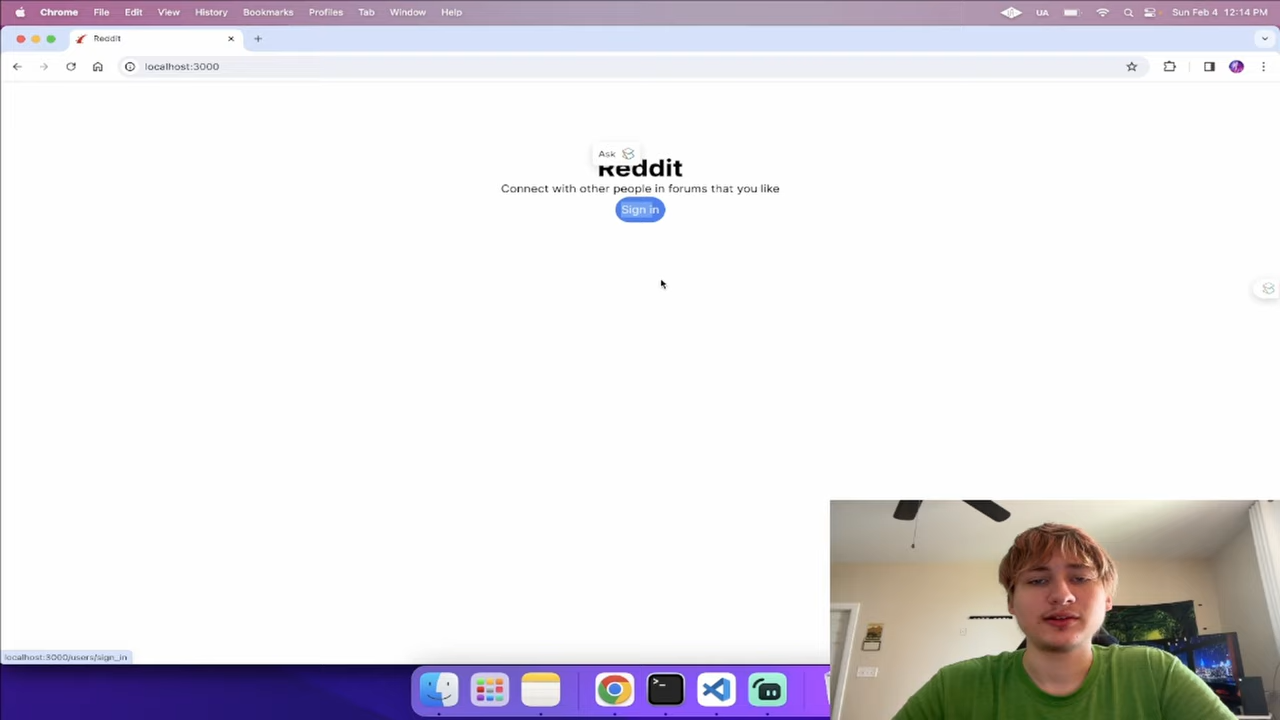 Chrome File Edit View History Bookmarks Profiles Tab Window Help UA Sun Feb 4 12:14 PM
Reddit
localhost:3000
Ask
Reddit
Connect with other people in forums that you like
Sign in
localhost:3000/users/sign_in